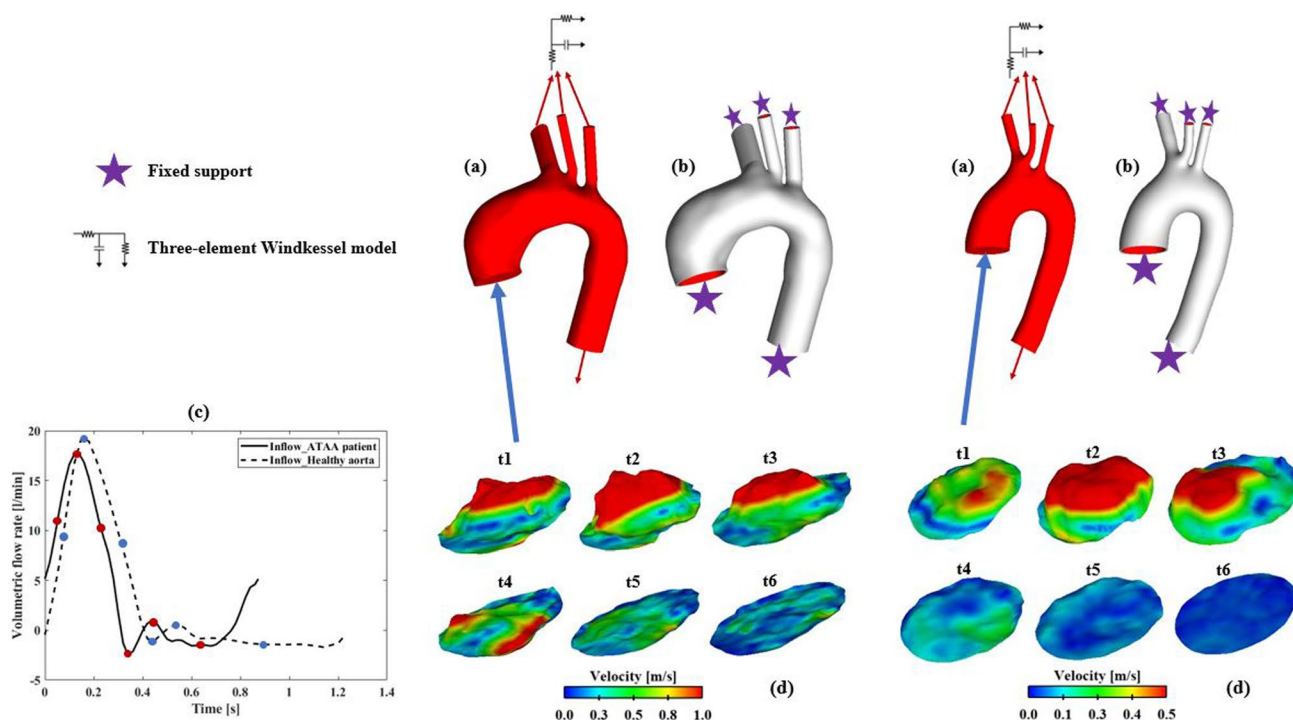 Fixed support
Three-element Windkessel model
(a)
(b)
(a)
(b)
(c)
Inflow_ATAA patient
Inflow_Healthy aorta
Volumetric flow rate [l/min]
20
15
10
5
0
-5
0
0.2
0.4
0.6
0.8
1
1.2
1.4
Time [s]
t1
t2
t3
t4
t5
t6
Velocity [m/s]
0.0
0.3
0.5
0.8
1.0
(d)
t1
t2
t3
t4
t5
t6
Velocity [m/s]
0.0
0.1
0.3
0.4
0.5
(d)